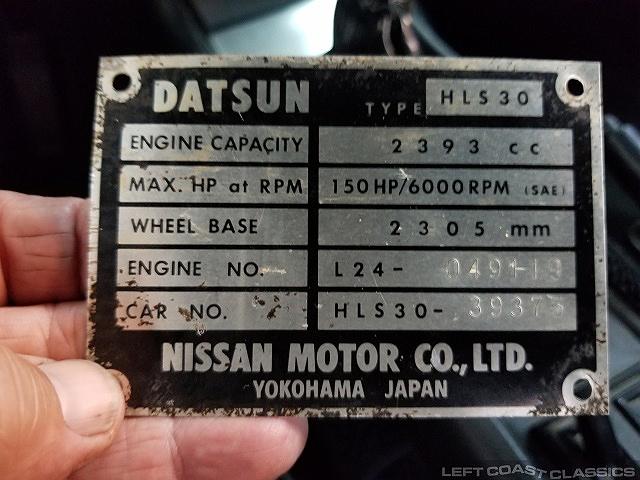 DATSUN TYPE HLS30
ENGINE CAPACITY 2393 cc
MAX. HP at RPM 150HP/6000RPM (SAE)
WHEEL BASE 2305 mm
ENGINE NO. L24-
CAR NO. HLS30-
NISSAN MOTOR CO., LTD.
YOKOHAMA JAPAN
LEFT COAST CLASSICS